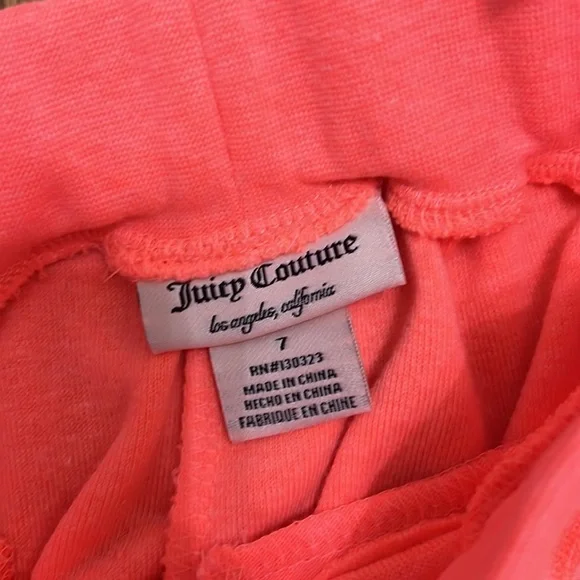 Juicy Couture
los angeles, california
7
RN#130323
MADE IN CHINA
HECHO EN CHINA
FABRIQUE EN CHINE